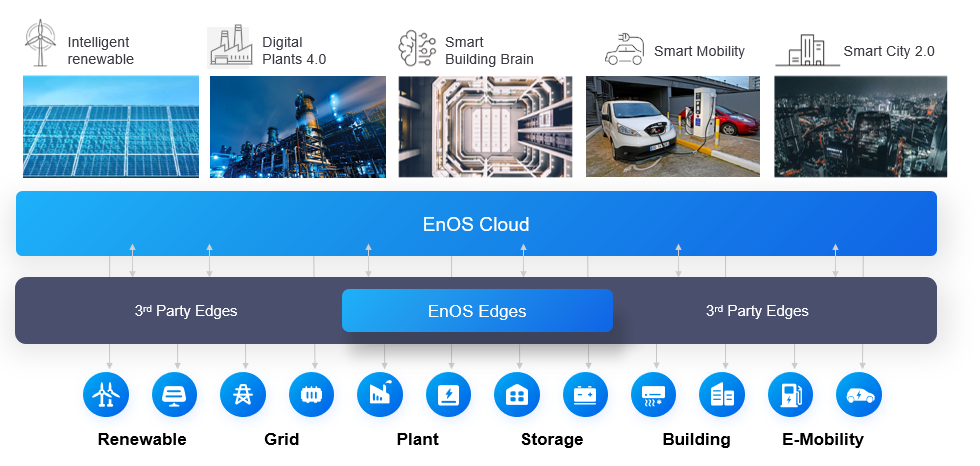 Intelligent
renewable
Digital
Plants 4.0
Smart
Building Brain
Smart Mobility
Smart City 2.0
EnOS Cloud
3rd Party Edges
EnOS Edges
3rd Party Edges
Renewable
Grid
Plant
Storage
Building
E-Mobility